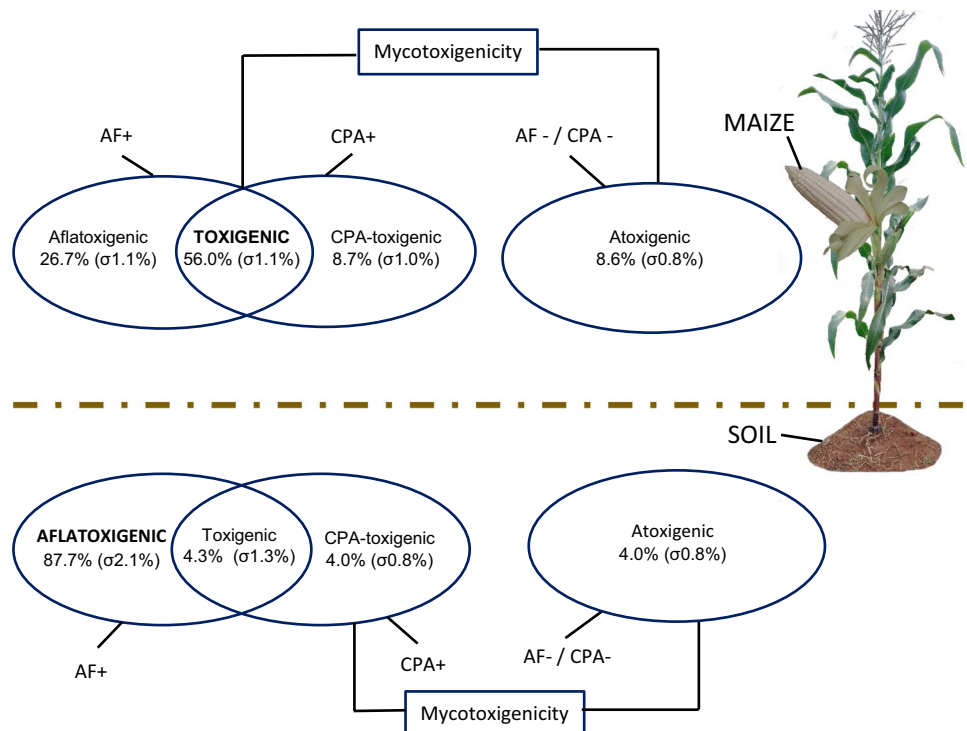 Mycotoxigenicity
AF+
CPA+
AF - / CPA -
MAIZE
Aflatoxigenic
26.7% (σ1.1%)
TOXIGENIC
56.0% (σ1.1%)
CPA-toxigenic
8.7% (σ1.0%)
Atoxigenic
8.6% (σ0.8%)
SOIL
AFLATOXIGENIC
87.7% (σ2.1%)
Toxigenic
4.3% (σ1.3%)
CPA-toxigenic
4.0% (σ0.8%)
Atoxigenic
4.0% (σ0.8%)
AF+
CPA+
AF- / CPA-
Mycotoxigenicity